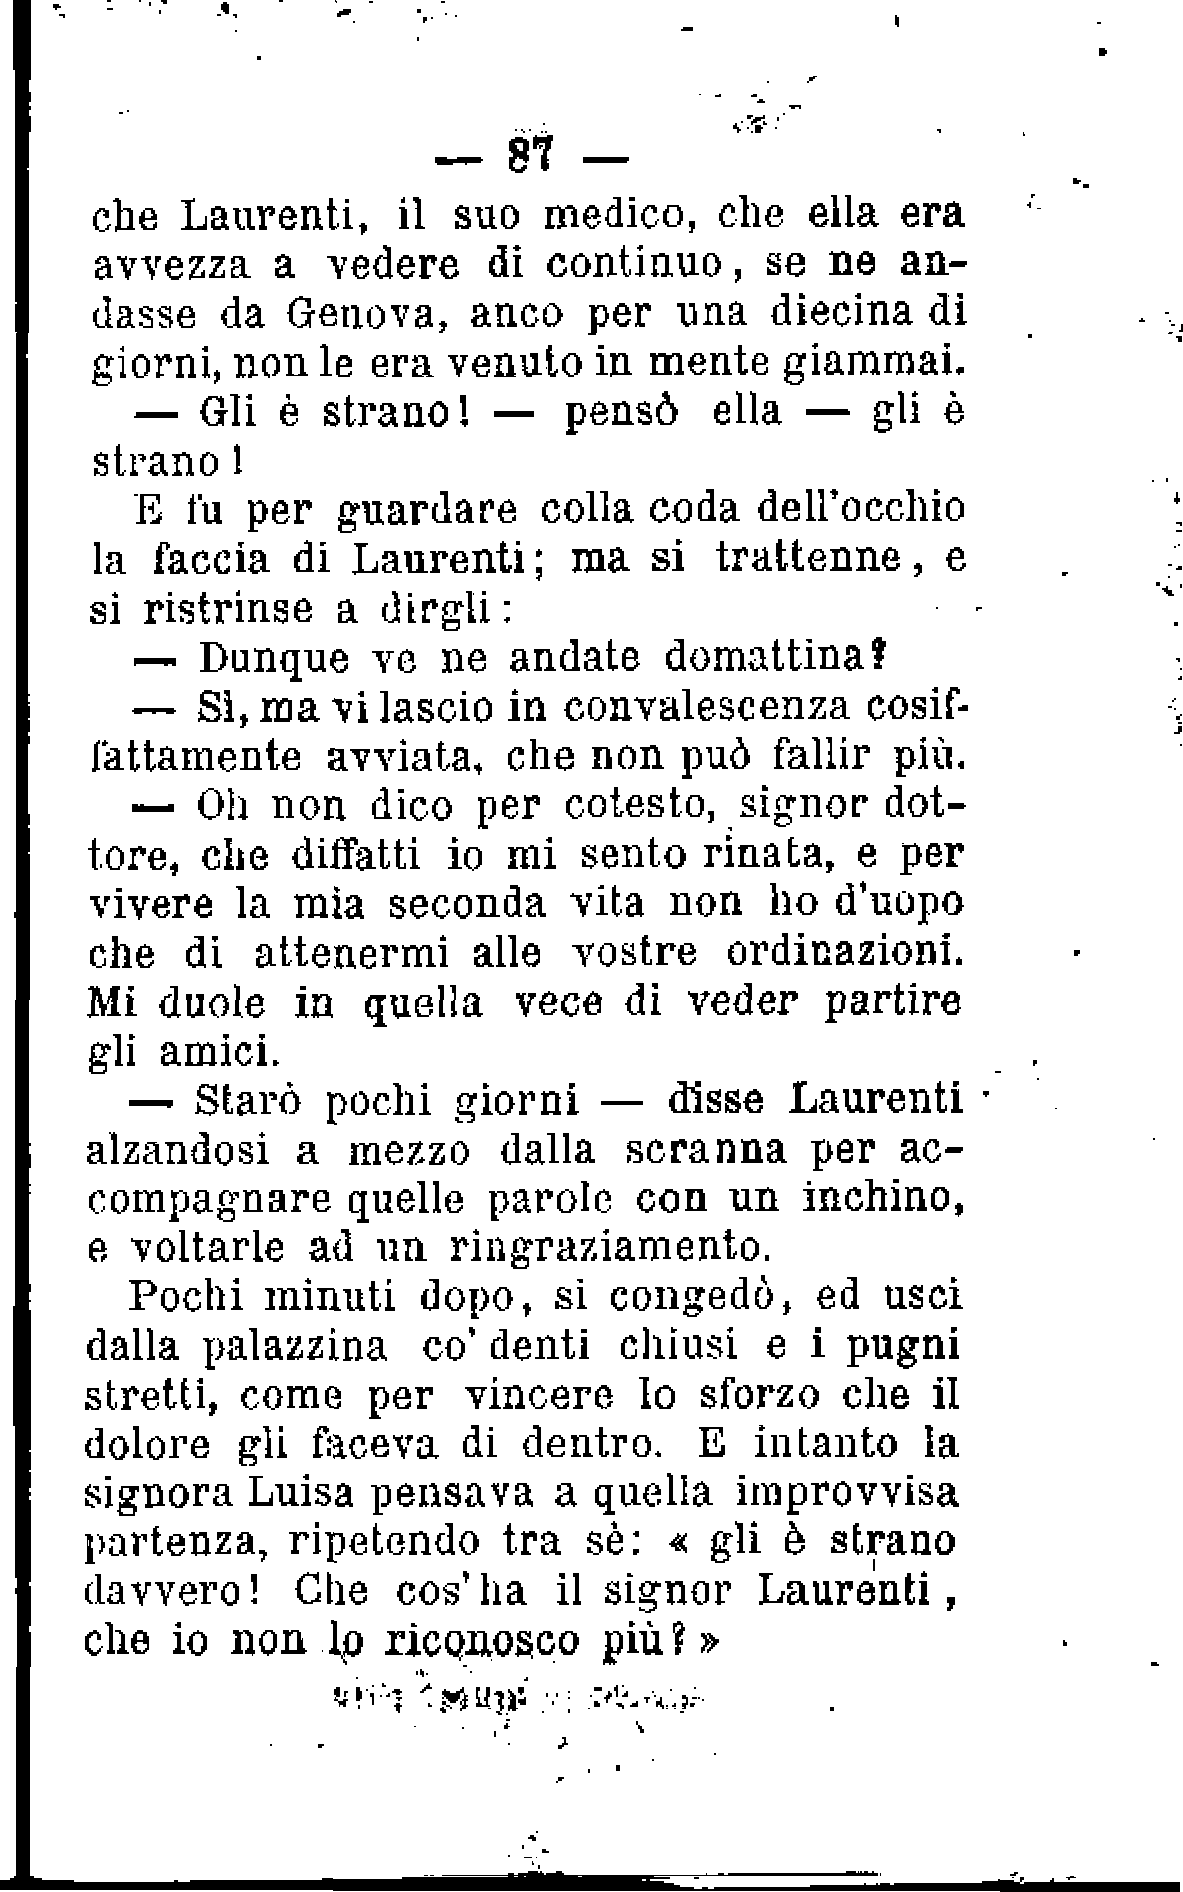 — 87 —
che Laurenti, il suo medico, che ella era
avvezza a vedere di continuo, se ne an-
dasse da Genova, anco per una diecina di
giorni, non le era venuto in mente giammai.
— Gli è strano! — pensò ella — gli è
strano!
E fu per guardare colla coda dell'occhio
la faccia di Laurenti; ma si trattenne, e
si ristrinse a dirgli:
— Dunque ve ne andate domattina?
— Sì, ma vi lascio in convalescenza cosif-
fattamente avviata, che non può fallir più.
— Oh non dico per cotesto, signor dot-
tore, che diffatti io mi sento rinata, e per
vivere la mia seconda vita non ho d'uopo
che di attenermi alle vostre ordinazioni.
Mi duole in quella vece di veder partire
gli amici.
— Starò pochi giorni — disse Laurenti
alzandosi a mezzo dalla scranna per ac-
compagnare quelle parole con un inchino,
e voltarle ad un ringraziamento.
Pochi minuti dopo, si congedò, ed uscì
dalla palazzina co' denti chiusi e i pugni
stretti, come per vincere lo sforzo che il
dolore gli faceva di dentro. E intanto la
signora Luisa pensava a quella improvvisa
partenza, ripetendo tra sè: « gli è strano
davvero! Che cos'ha il signor Laurenti,
che io non lo riconosco più? »